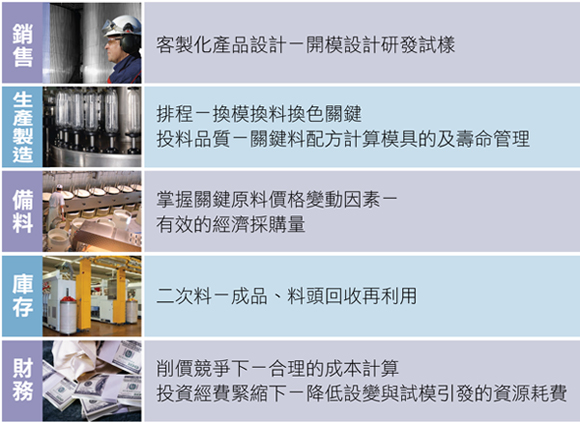 銷售
客製化產品設計－開模設計研發試樣
生產製造
排程－換模換料換色關鍵
投料品質－關鍵料配方計算模具的及壽命管理
備料
掌握關鍵原料價格變動因素－
有效的經濟採購量
庫存
二次料－成品、料頭回收再利用
財務
削價競爭下－合理的成本計算
投資經費緊縮下－降低設變與試模引發的資源耗費